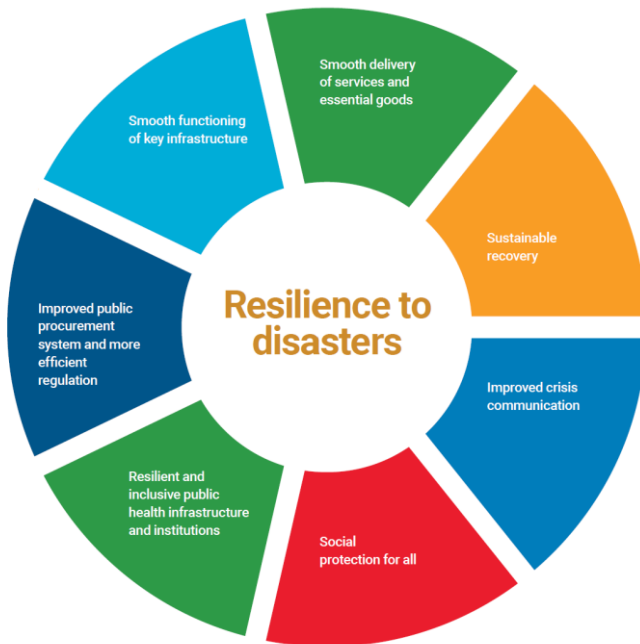 Smooth delivery
of services and
essential goods
Smooth functioning
of key infrastructure
Sustainable
recovery
Resilience to
disasters
Improved public
procurement
system and more
efficient
regulation
Improved crisis
communication
Resilient and
inclusive public
health infrastructure
and institutions
Social
protection for all